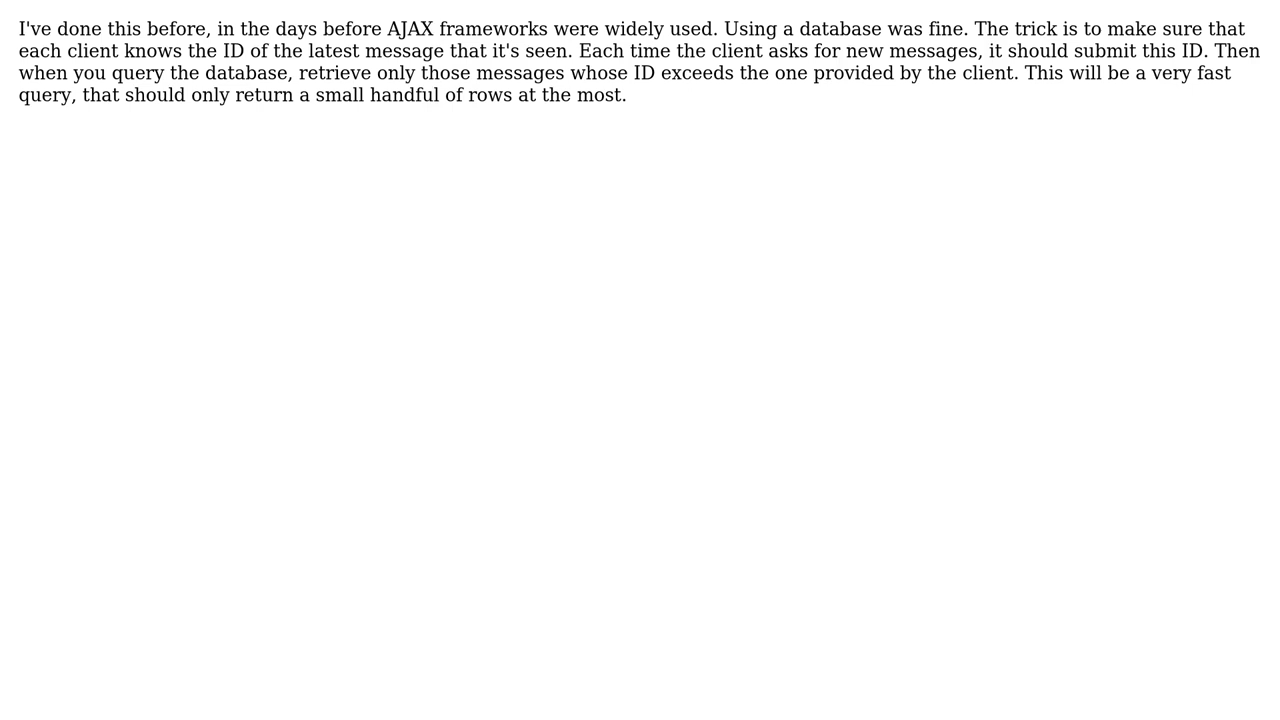 I've done this before, in the days before AJAX frameworks were widely used. Using a database was fine. The trick is to make sure that
each client knows the ID of the latest message that it's seen. Each time the client asks for new messages, it should submit this ID. Then
when you query the database, retrieve only those messages whose ID exceeds the one provided by the client. This will be a very fast
query, that should only return a small handful of rows at the most.